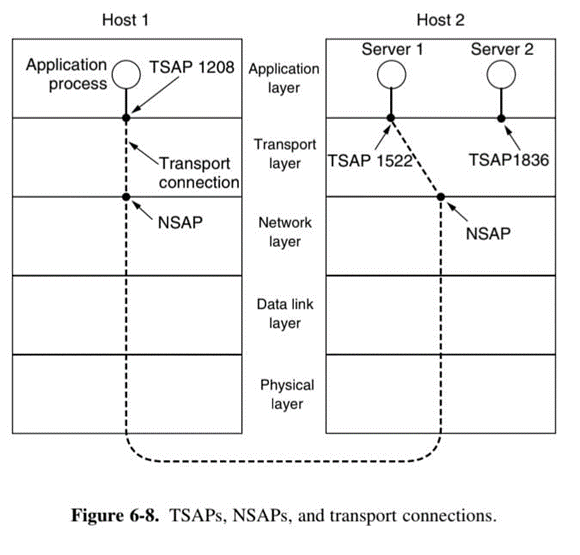 Host 1
Host 2
Application
process
TSAP 1208
Application
layer
Server 1
Server 2
Transport
connection
Transport
layer
TSAP 1522
TSAP1836
NSAP
Network
layer
NSAP
Data link
layer
Physical
layer
Figure 6-8. TSAPs, NSAPs, and transport connections.